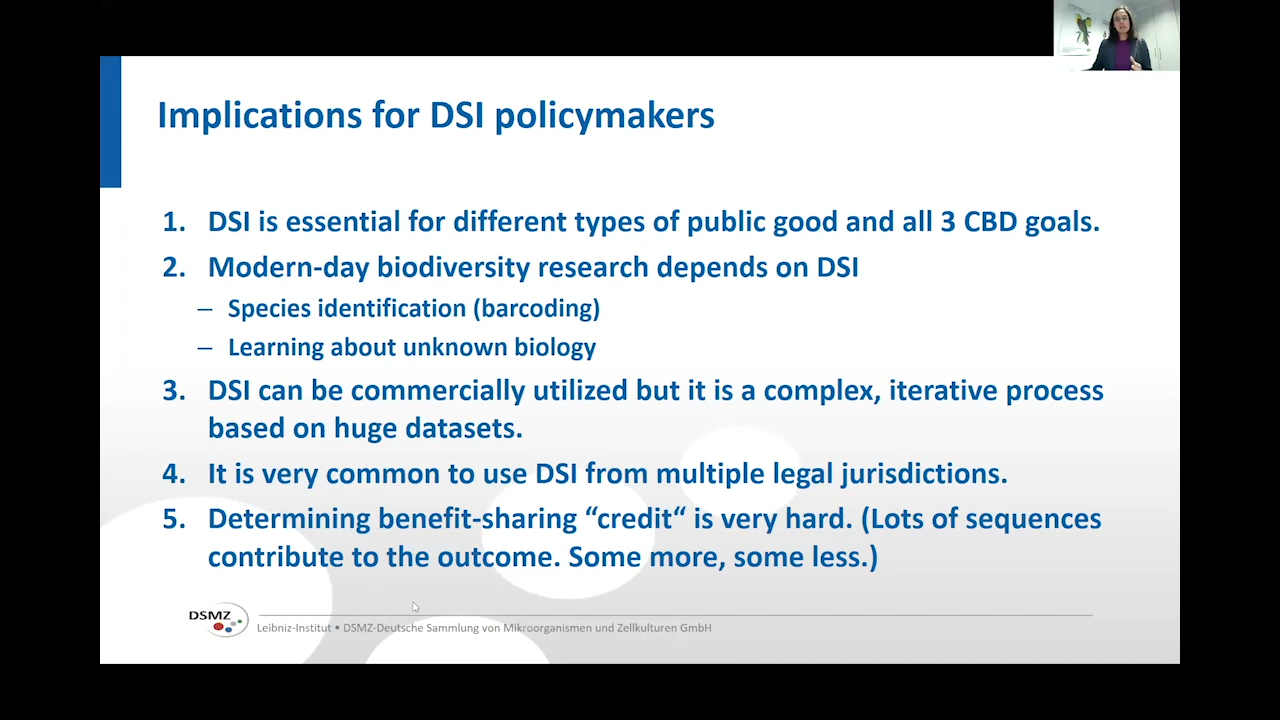 Implications for DSI policymakers
1. DSI is essential for different types of public good and all 3 CBD goals.
2. Modern-day biodiversity research depends on DSI
– Species identification (barcoding)
– Learning about unknown biology
3. DSI can be commercially utilized but it is a complex, iterative process
based on huge datasets.
4. It is very common to use DSI from multiple legal jurisdictions.
5. Determining benefit-sharing “credit“ is very hard. (Lots of sequences
contribute to the outcome. Some more, some less.)
DSMZ
Leibniz-Institut • DSMZ-Deutsche Sammlung von Mikroorganismen und Zellkulturen GmbH